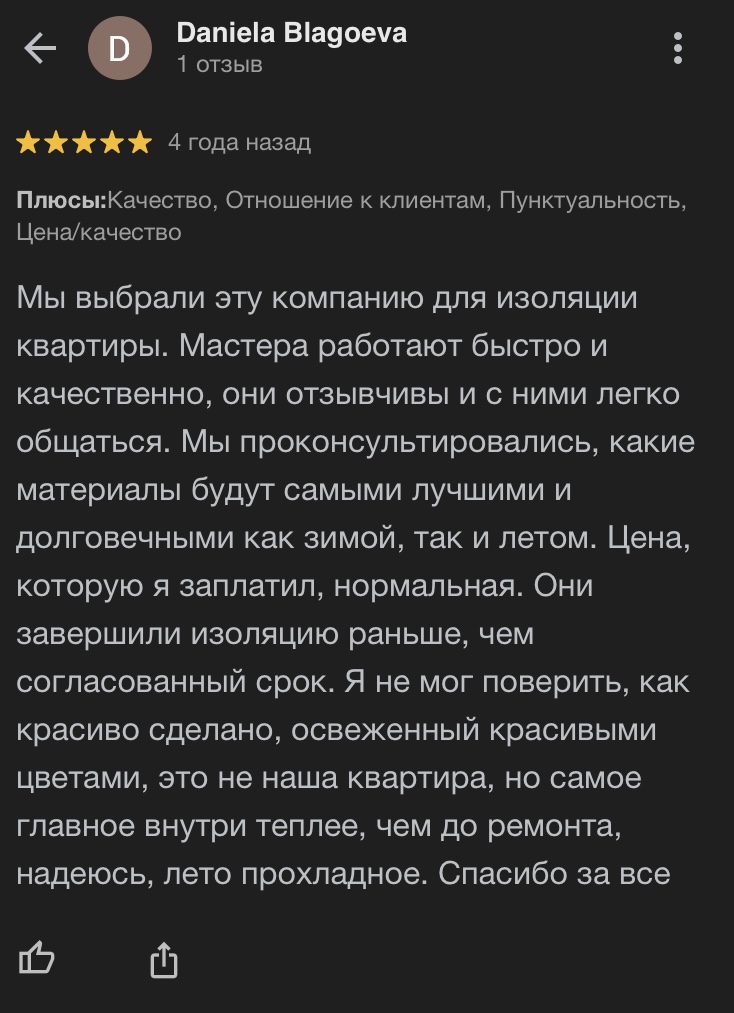 Daniela Blagoeva
D
1 отзыв
4 года назад
Плюсы:Качество, Отношение к клиентам, Пунктуальность,
Цена/качество
Мы выбрали эту компанию для изоляции
квартиры. Мастера работают быстро и
качественно, они отзывчивы и с ними легко
общаться. Мы проконсультировались, какие
материалы будут самыми лучшими и
долговечными как зимой, так и летом. Цена,
которую я заплатил, нормальная. Они
завершили изоляцию раньше, чем
согласованный срок. Я не мог поверить, как
красиво сделано, освеженный красивыми
цветами, это не наша квартира, но самое
главное внутри теплее, чем до ремонта,
надеюсь, лето прохладное. Спасибо за все